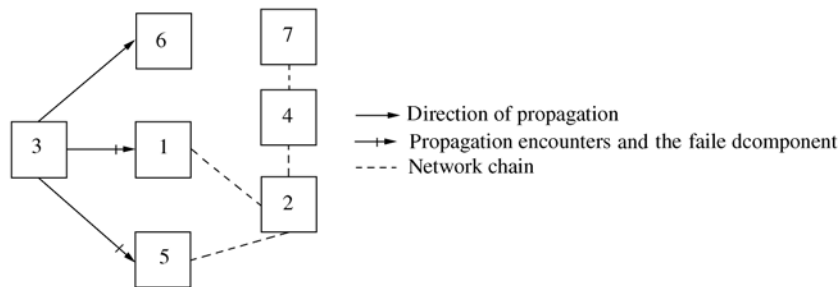 6
7
3
1
4
2
5
Direction of propagation
Propagation encounters and the faile dcomponent
Network chain